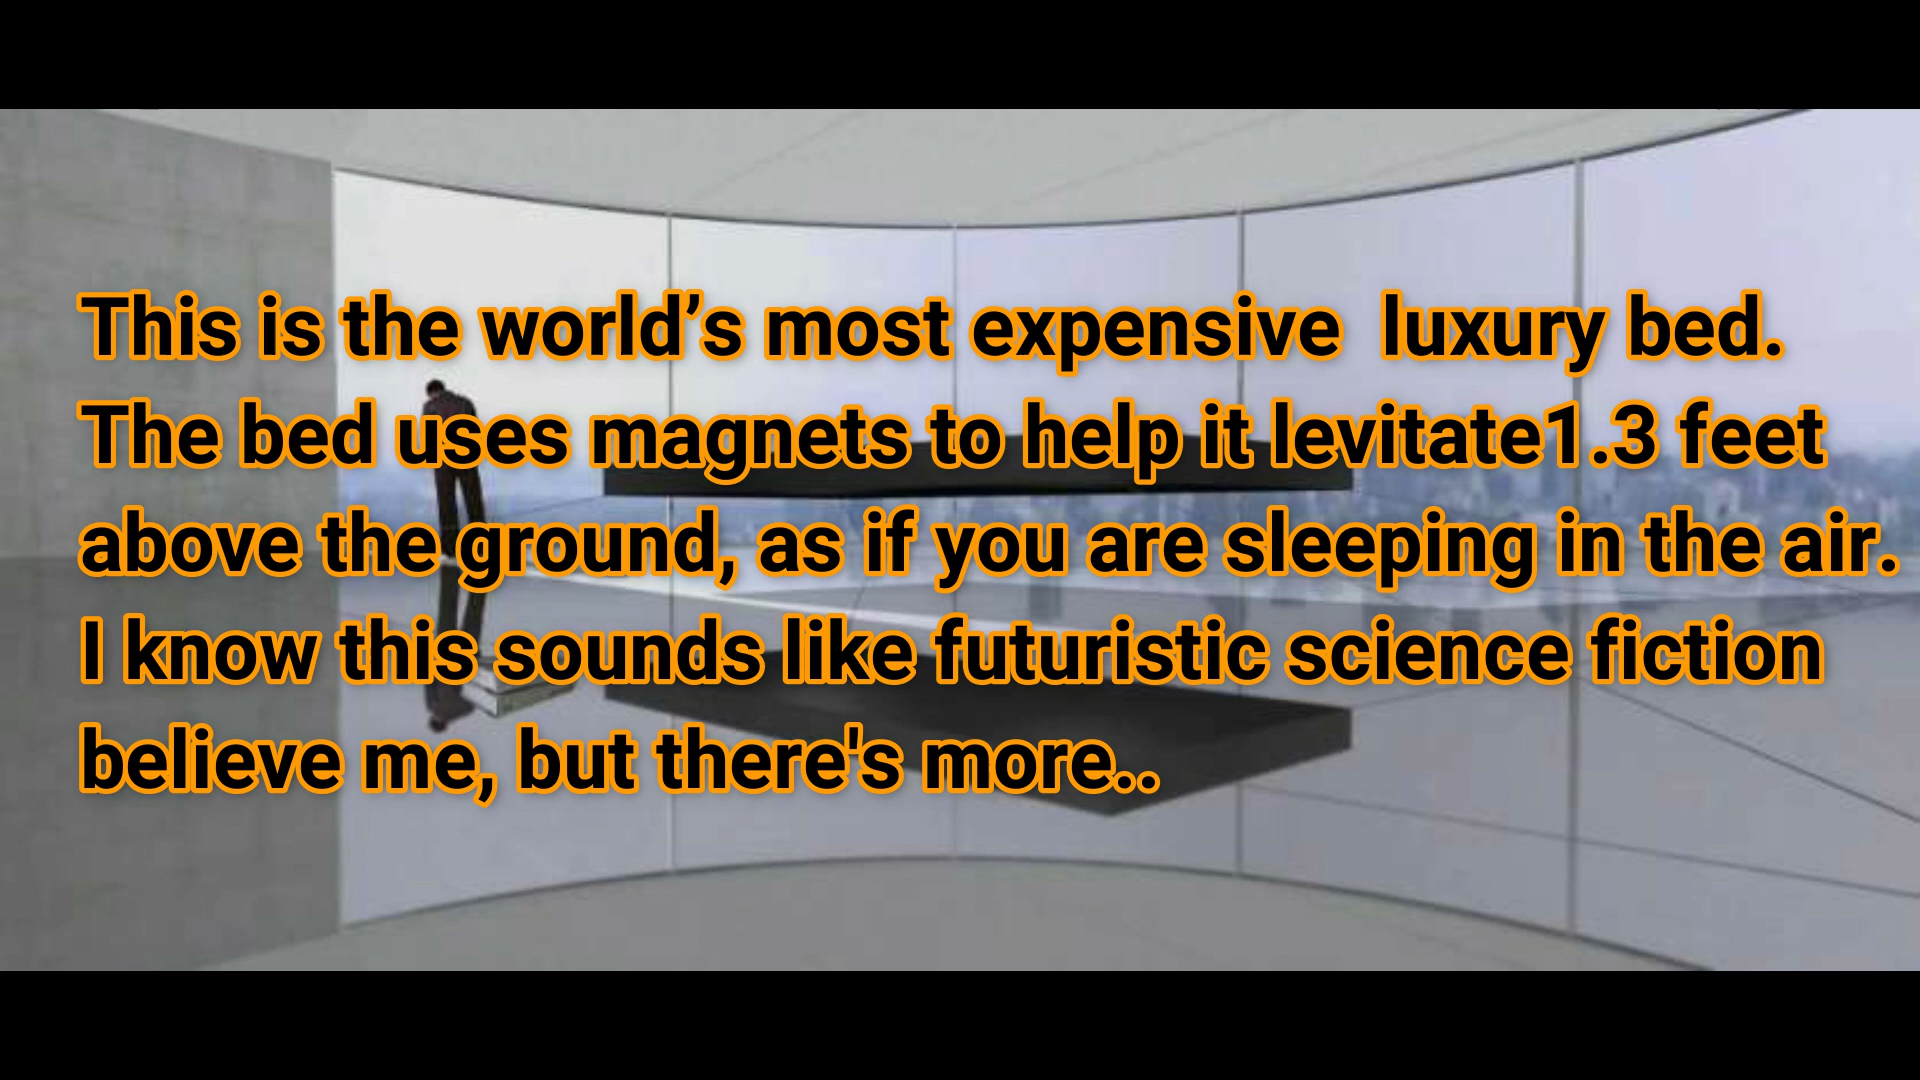 This is the world’s most expensive  luxury bed.
The bed uses magnets to help it levitate1.3 feet
above the ground, as if you are sleeping in the air.
I know this sounds like futuristic science fiction
believe me, but there's more..